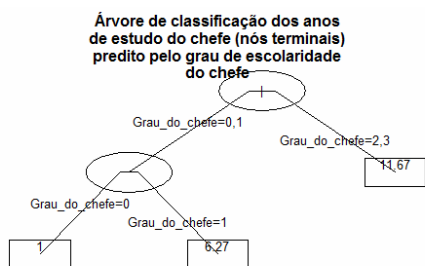 Árvore de classificação dos anos
de estudo do chefe (nós terminais)
predito pelo grau de escolaridade
do chefe
Grau_do_chefe=0,1
Grau_do_chefe=2,3
11,67
Grau_do_chefe=0
Grau_do_chefe=1
1
6,27